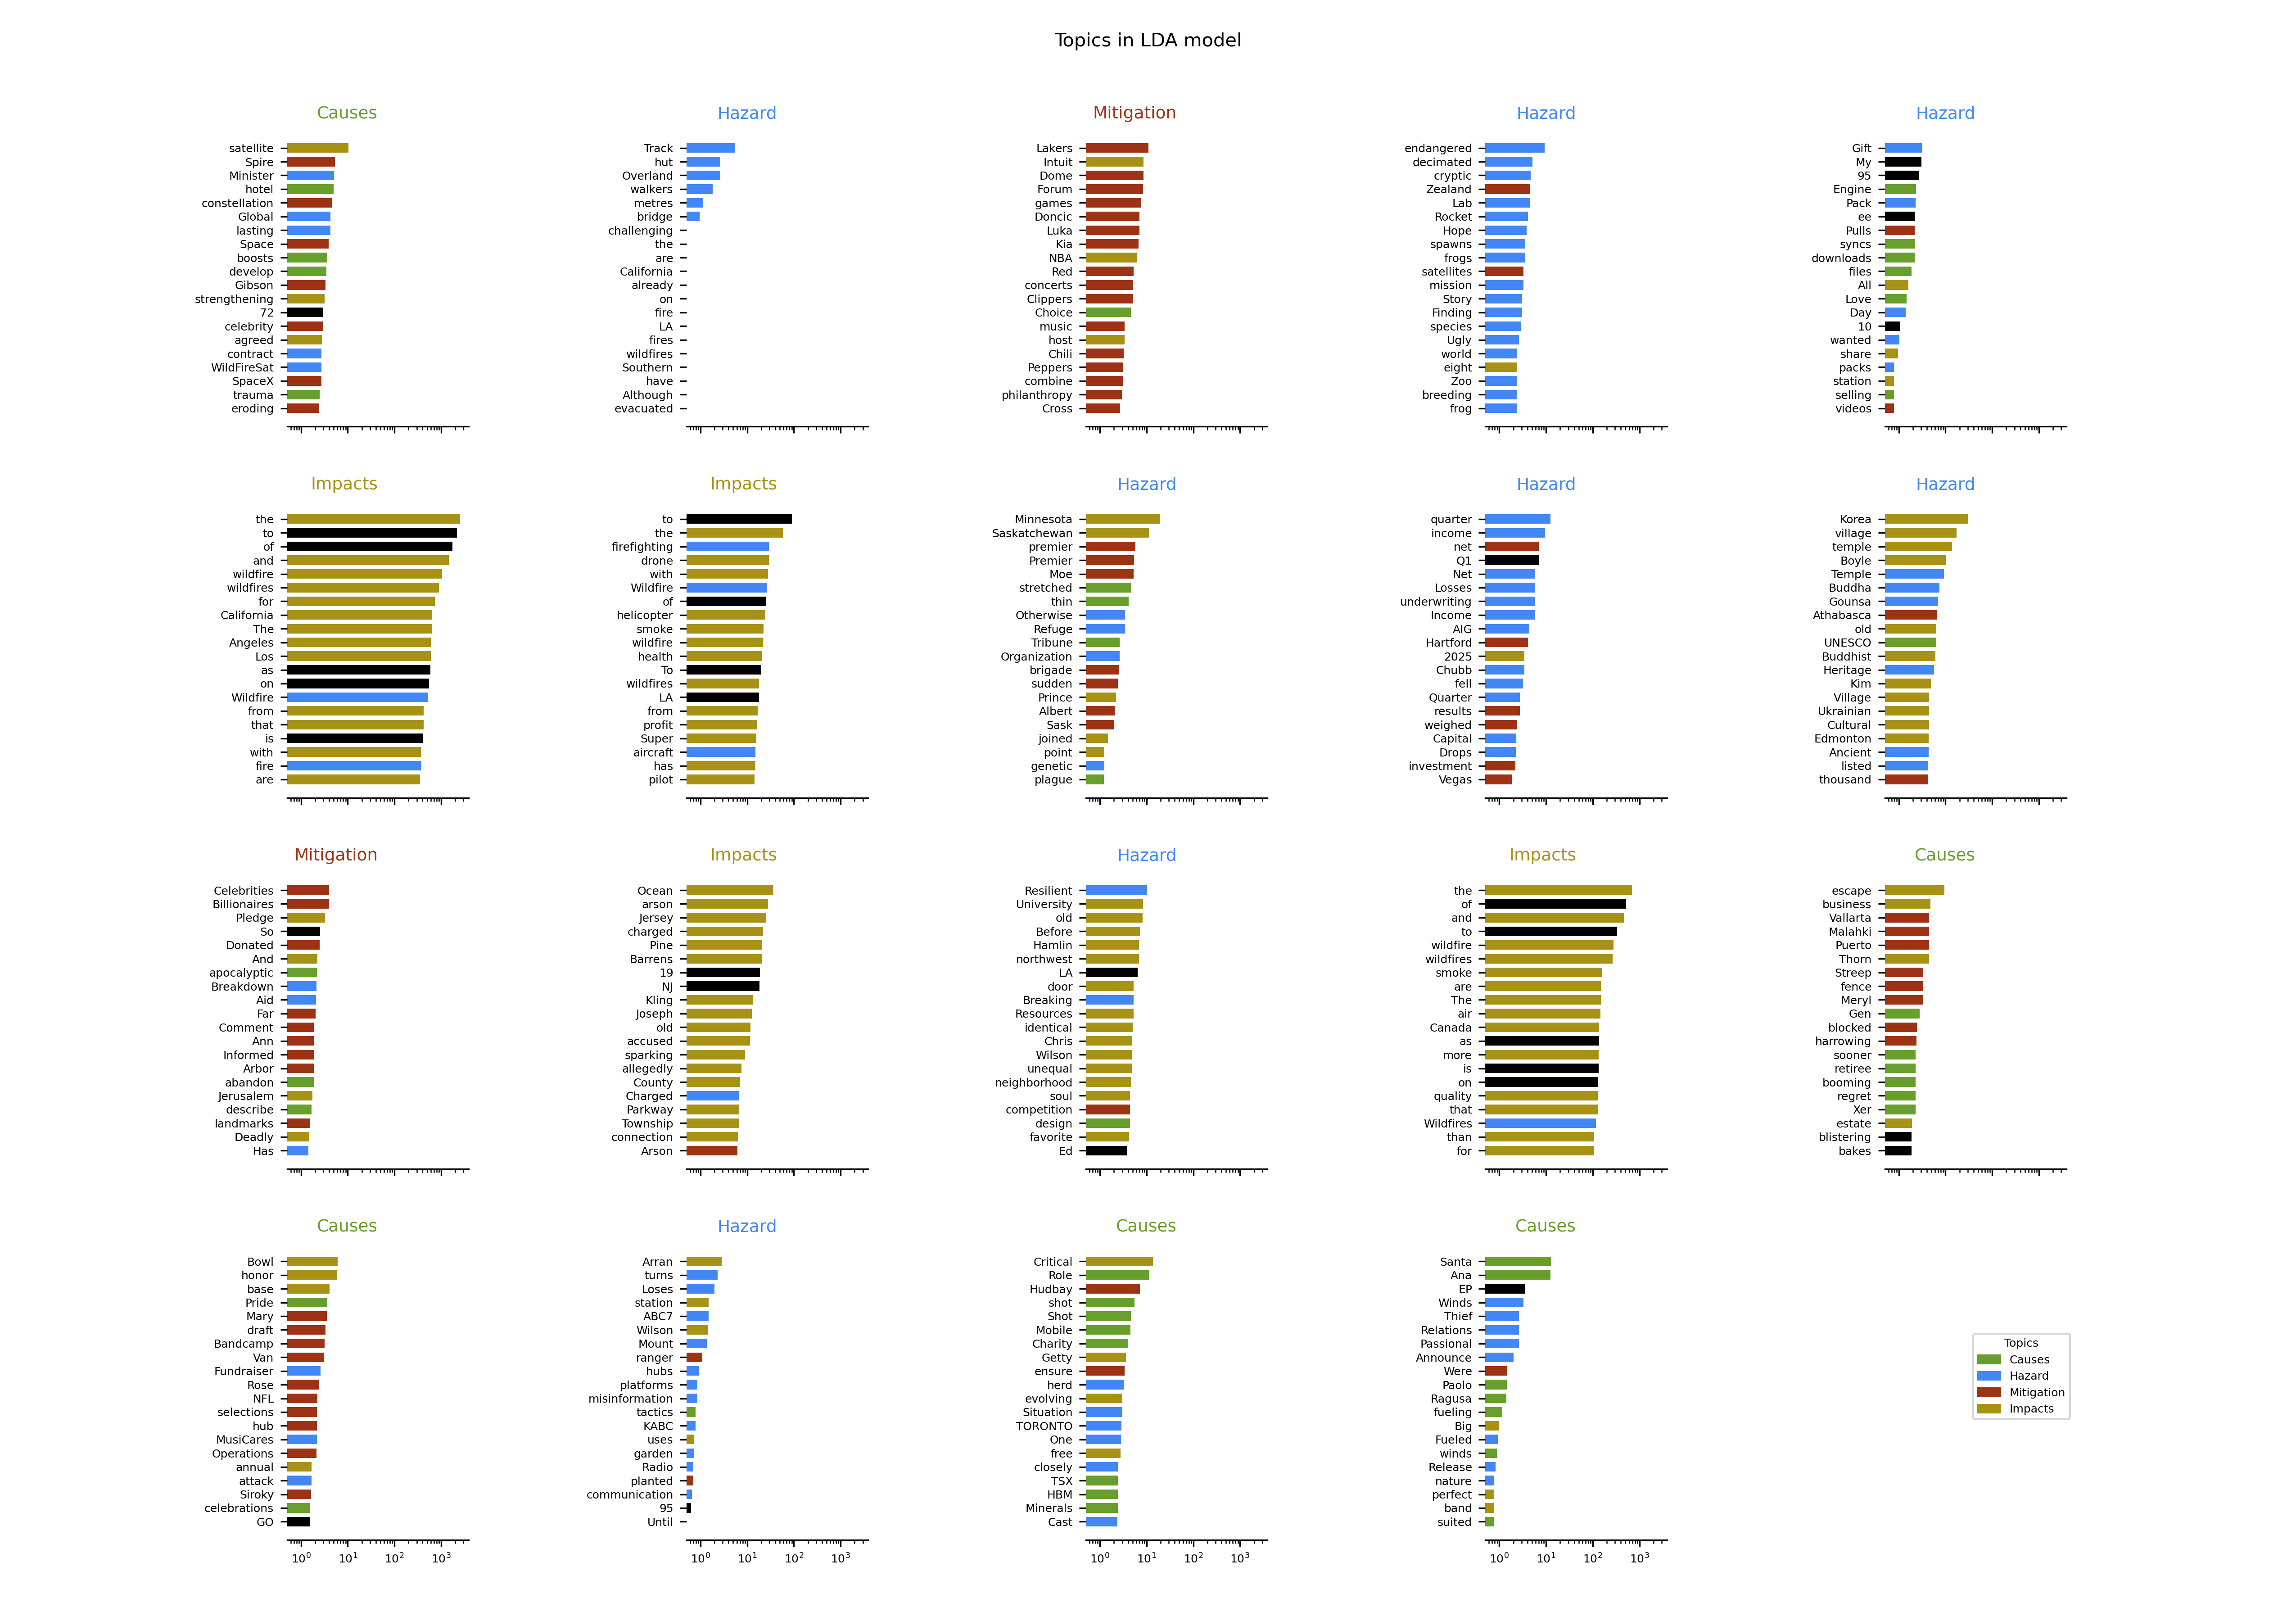 Topics in LDA model
Causes
satellite
Spire
Minister
hotel
constellation
Global
lasting
Space
boosts
develop
Gibson
strengthening
72
celebrity
agreed
contract
WildFireSat
SpaceX
trauma
eroding
Hazard
Track
hut
Overland
walkers
metres
bridge
challenging
the
are
California
already
on
fire
LA
fires
wildfires
Southern
have
Although
evacuated
Mitigation
Lakers
Intuit
Dome
Forum
games
Doncic
Luka
Kia
NBA
Red
concerts
Clippers
Choice
music
host
Chili
Peppers
combine
philanthropy
Cross
Hazard
endangered
decimated
cryptic
Zealand
Lab
Rocket
Hope
spawns
frogs
satellites
mission
Story
Finding
species
Ugly
world
eight
Zoo
breeding
frog
Hazard
Gift
My
95
Engine
Pack
ee
Pulls
syncs
downloads
files
All
Love
Day
10
wanted
share
packs
station
selling
videos
Impacts
the
to
of
and
wildfire
wildfires
for
California
The
Angeles
Los
as
on
Wildfire
from
that
is
with
fire
are
Impacts
to
the
firefighting
drone
with
Wildfire
of
helicopter
smoke
wildfire
health
To
wildfires
LA
from
profit
Super
aircraft
has
pilot
Hazard
Minnesota
Saskatchewan
premier
Premier
Moe
stretched
thin
Otherwise
Refuge
Tribune
Organization
brigade
sudden
Prince
Albert
Sask
joined
point
genetic
plague
Hazard
quarter
income
net
Q1
Net
Losses
underwriting
Income
AIG
Hartford
2025
Chubb
fell
Quarter
results
weighed
Capital
Drops
investment
Vegas
Hazard
Korea
village
temple
Boyle
Temple
Buddha
Gounsa
Athabasca
old
UNESCO
Buddhist
Heritage
Kim
Village
Ukrainian
Cultural
Edmonton
Ancient
listed
thousand
Mitigation
Celebrities
Billionaires
Pledge
So
Donated
And
apocalyptic
Breakdown
Aid
Far
Comment
Ann
Informed
Arbor
abandon
Jerusalem
describe
landmarks
Deadly
Has
Impacts
Ocean
arson
Jersey
charged
Pine
Barrens
19
NJ
Kling
Joseph
old
accused
sparking
allegedly
County
Charged
Parkway
Township
connection
Arson
Hazard
Resilient
University
old
Before
Hamlin
northwest
LA
door
Breaking
Resources
identical
Chris
Wilson
unequal
neighborhood
soul
competition
design
favorite
Ed
Impacts
the
of
and
to
wildfire
wildfires
smoke
are
The
air
Canada
as
more
is
on
quality
that
Wildfires
than
for
Causes
escape
business
Vallarta
Malahki
Puerto
Thorn
Streep
fence
Meryl
Gen
blocked
harrowing
sooner
retiree
booming
regret
Xer
estate
blistering
bakes
Causes
Bowl
honor
base
Pride
Mary
draft
Bandcamp
Van
Fundraiser
Rose
NFL
selections
hub
MusiCares
Operations
annual
attack
Siroky
celebrations
GO
10⁰ 10¹ 10² 10³
Hazard
Arran
turns
Loses
station
ABC7
Wilson
Mount
ranger
hubs
platforms
misinformation
tactics
KABC
uses
garden
Radio
planted
communication
95
Until
10⁰ 10¹ 10² 10³
Causes
Critical
Role
Hudbay
shot
Shot
Mobile
Charity
Getty
ensure
herd
evolving
Situation
TORONTO
One
free
closely
TSX
HBM
Minerals
Cast
10⁰ 10¹ 10² 10³
Causes
Santa
Ana
EP
Winds
Thief
Relations
Passional
Announce
Were
Paolo
Ragusa
fueling
Big
Fueled
winds
Release
nature
perfect
band
suited
10⁰ 10¹ 10² 10³
Topics
Causes
Hazard
Mitigation
Impacts